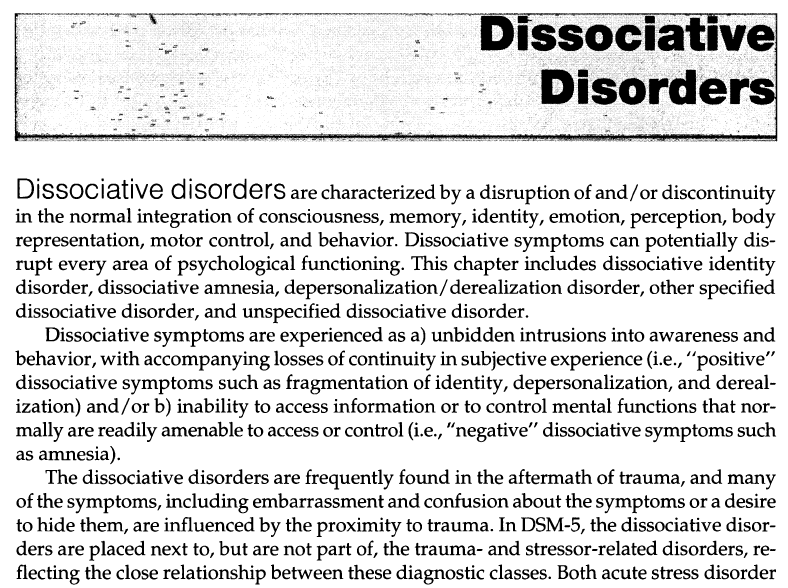 Dissociative
Disorders
Dissociative disorders are characterized by a disruption of and/or discontinuity
in the normal integration of consciousness, memory, identity, emotion, perception, body
representation, motor control, and behavior. Dissociative symptoms can potentially dis-
rupt every area of psychological functioning. This chapter includes dissociative identity
disorder, dissociative amnesia, depersonalization/derealization disorder, other specified
dissociative disorder, and unspecified dissociative disorder.
Dissociative symptoms are experienced as a) unbidden intrusions into awareness and
behavior, with accompanying losses of continuity in subjective experience (i.e., "positive"
dissociative symptoms such as fragmentation of identity, depersonalization, and dereal-
ization) and/or b) inability to access information or to control mental functions that nor-
mally are readily amenable to access or control (i.e., "negative" dissociative symptoms such
as amnesia).
The dissociative disorders are frequently found in the aftermath of trauma, and many
of the symptoms, including embarrassment and confusion about the symptoms or a desire
to hide them, are influenced by the proximity to trauma. In DSM-5, the dissociative disor-
ders are placed next to, but are not part of, the trauma- and stressor-related disorders, re-
flecting the close relationship between these diagnostic classes. Both acute stress disorder